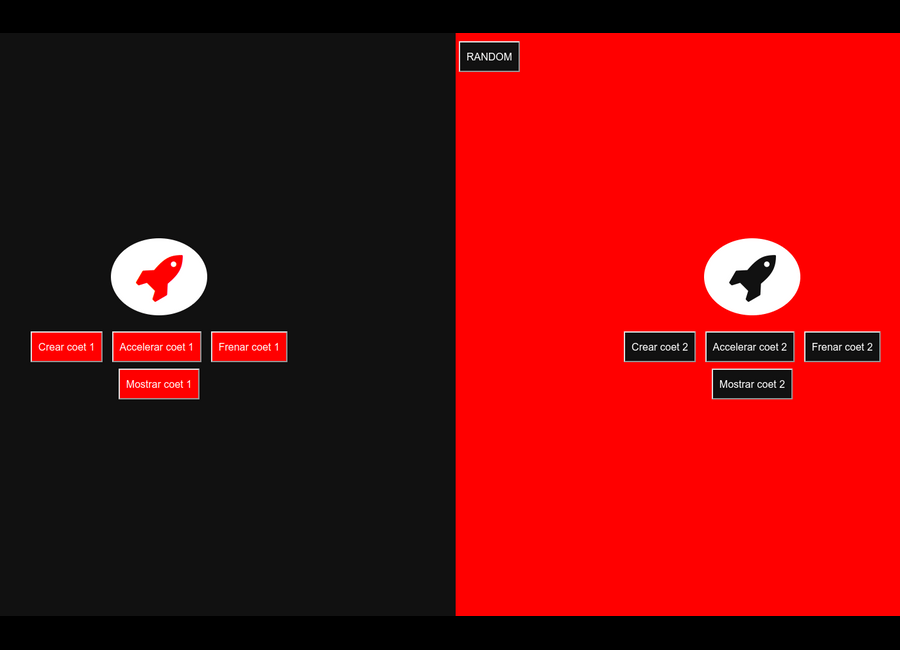 RANDOM
Crear coet 1
Accelerar coet 1
Frenar coet 1
Mostrar coet 1
Crear coet 2
Accelerar coet 2
Frenar coet 2
Mostrar coet 2